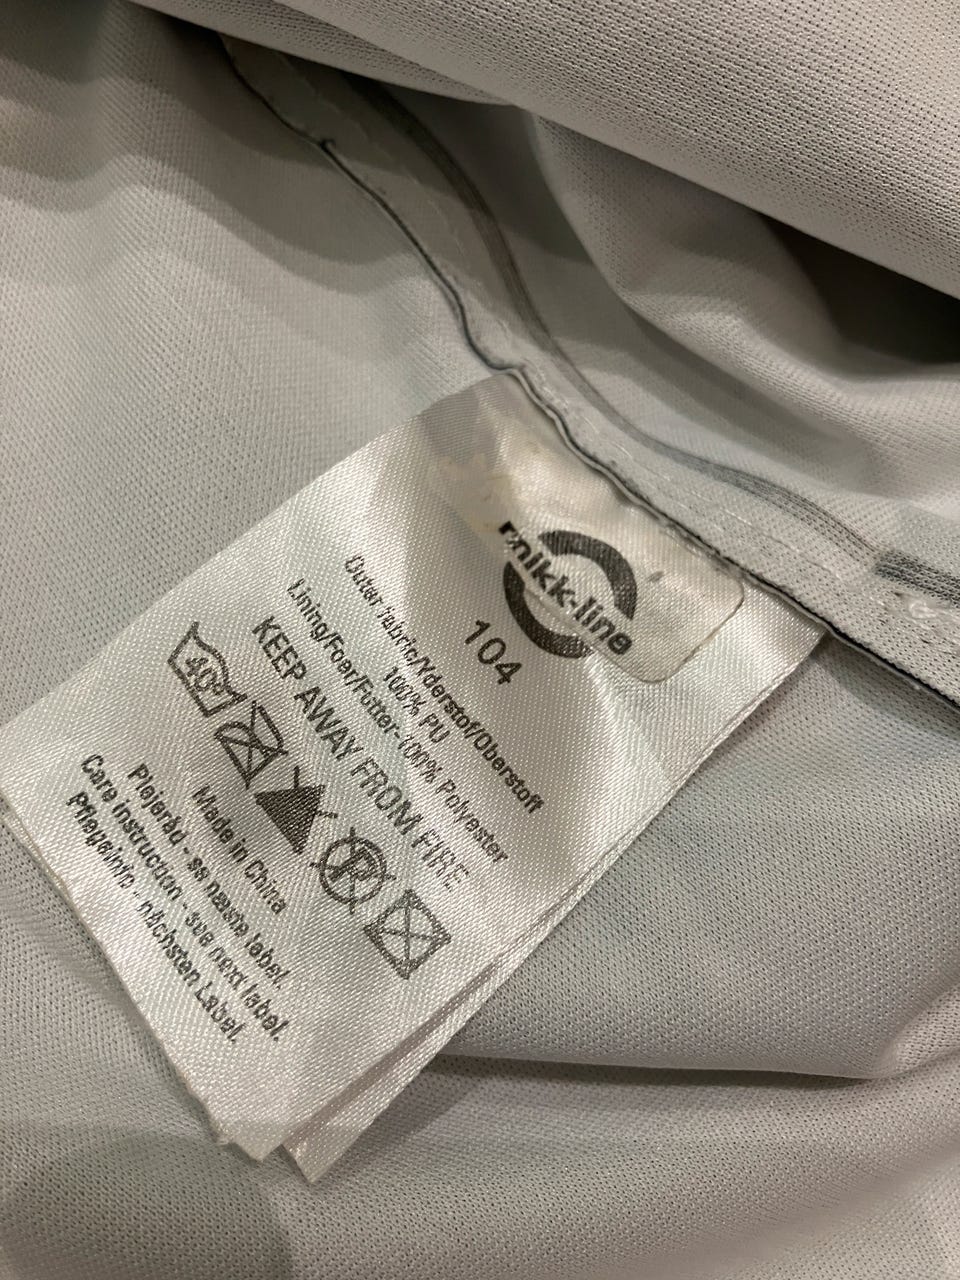 mikk-line
104
Outer fabric/Yderstof/Oberstoff
100% PU
Lining/Foer/Futter-100% Polyester
KEEP AWAY FROM FIRE
40°
P
Made in China
Plejeråd - se næste label.
Care instruction - see next label.
Pflegeinfo - nächsten Label.